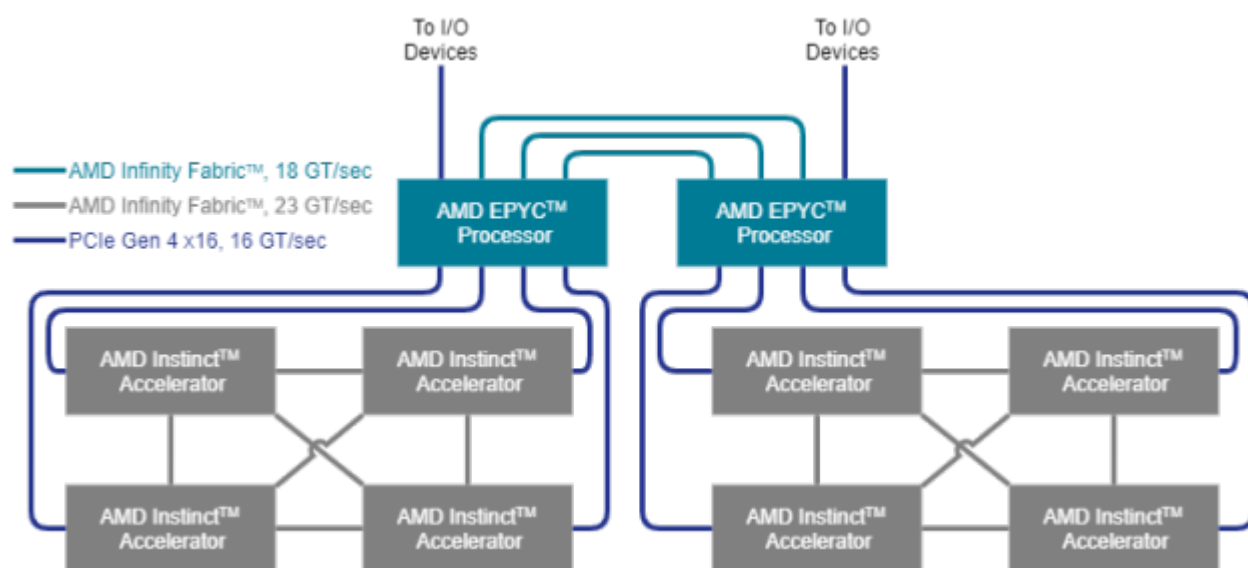 To I/O
Devices
To I/O
Devices
AMD Infinity Fabric™, 18 GT/sec
AMD Infinity Fabric™, 23 GT/sec
PCIe Gen 4 x16, 16 GT/sec
AMD EPYC™
Processor
AMD EPYC™
Processor
AMD Instinct™
Accelerator
AMD Instinct™
Accelerator
AMD Instinct™
Accelerator
AMD Instinct™
Accelerator
AMD Instinct™
Accelerator
AMD Instinct™
Accelerator
AMD Instinct™
Accelerator
AMD Instinct™
Accelerator